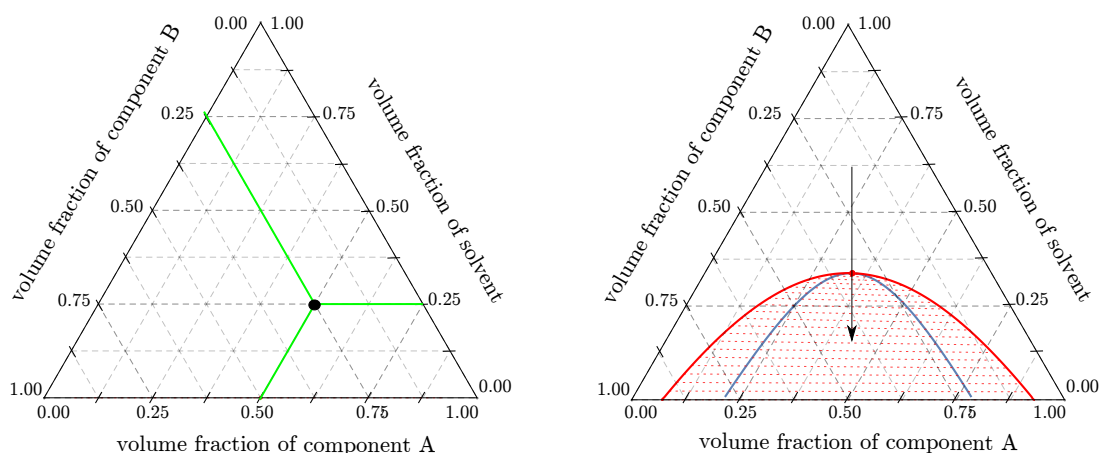 0.00 1.00
volume fraction of component B
volume fraction of solvent
0.25 0.75
0.50 0.50
0.75 0.25
1.00 0.00
0.00 0.25 0.50 0.75 1.00
volume fraction of component A
0.00 1.00
volume fraction of component B
volume fraction of solvent
0.25 0.75
0.50 0.50
0.75 0.25
1.00 0.00
0.00 0.25 0.50 0.75 1.00
volume fraction of component A